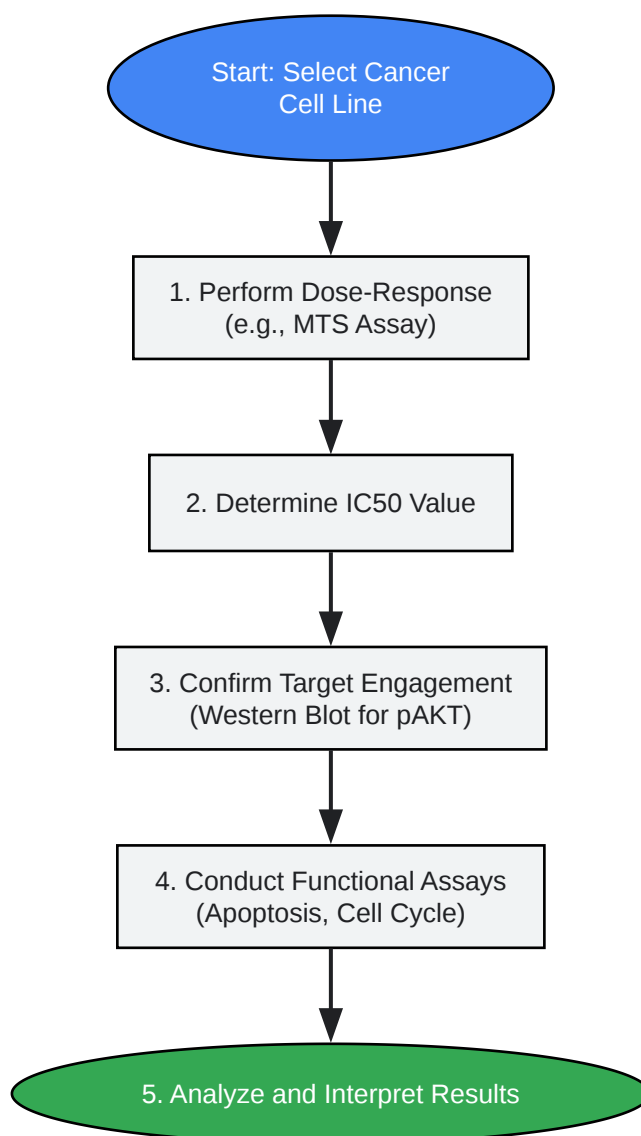 Start: Select Cancer
Cell Line
1. Perform Dose-Response
(e.g., MTS Assay)
2. Determine IC50 Value
3. Confirm Target Engagement
(Western Blot for pAKT)
4. Conduct Functional Assays
(Apoptosis, Cell Cycle)
5. Analyze and Interpret Results